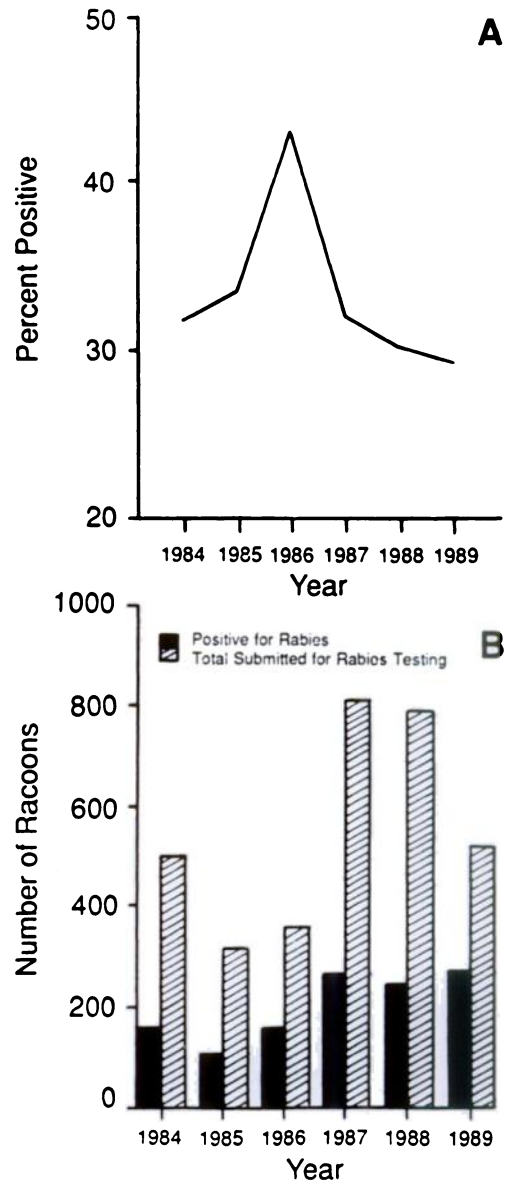 A
50
40
30
20
Percent Positive
1984 1985 1986 1987 1988 1989
Year
B
1000
800
600
400
200
0
Number of Racoons
Positive for Rabies
Total Submitted for Rabies Testing
1984 1985 1986 1987 1988 1989
Year